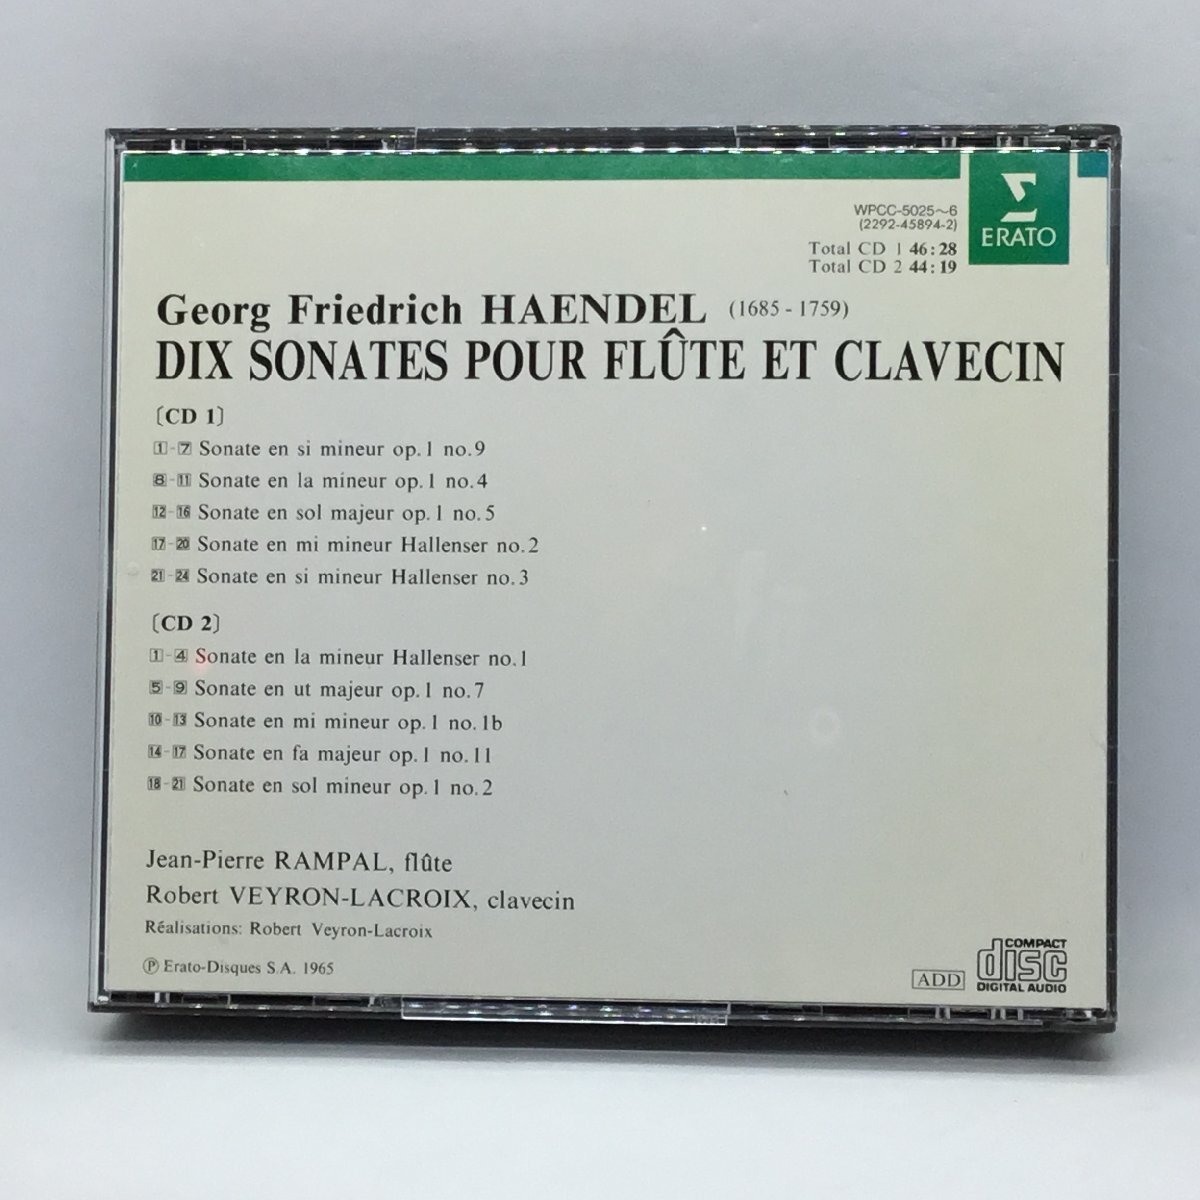 WPCC-5025~6
(2292-45894-2)
ERATO
Total CD 1 46:28
Total CD 2 44:19
Georg Friedrich HAENDEL (1685-1759)
DIX SONATES POUR FLÛTE ET CLAVECIN
〔CD 1〕
1-7 Sonate en si mineur op.1 no.9
8-11 Sonate en la mineur op.1 no.4
12-16 Sonate en sol majeur op.1 no.5
17-20 Sonate en mi mineur Hallenser no.2
21-24 Sonate en si mineur Hallenser no.3
〔CD 2〕
1-4 Sonate en la mineur Hallenser no.1
5-9 Sonate en ut majeur op.1 no.7
10-13 Sonate en mi mineur op.1 no.1b
14-17 Sonate en fa majeur op.1 no.11
18-21 Sonate en sol mineur op.1 no.2
Jean-Pierre RAMPAL, flûte
Robert VEYRON-LACROIX, clavecin
Réalisations: Robert Veyron-Lacroix
Ⓟ Erato-Disques S.A. 1965
ADD
COMPACT
disc
DIGITAL AUDIO